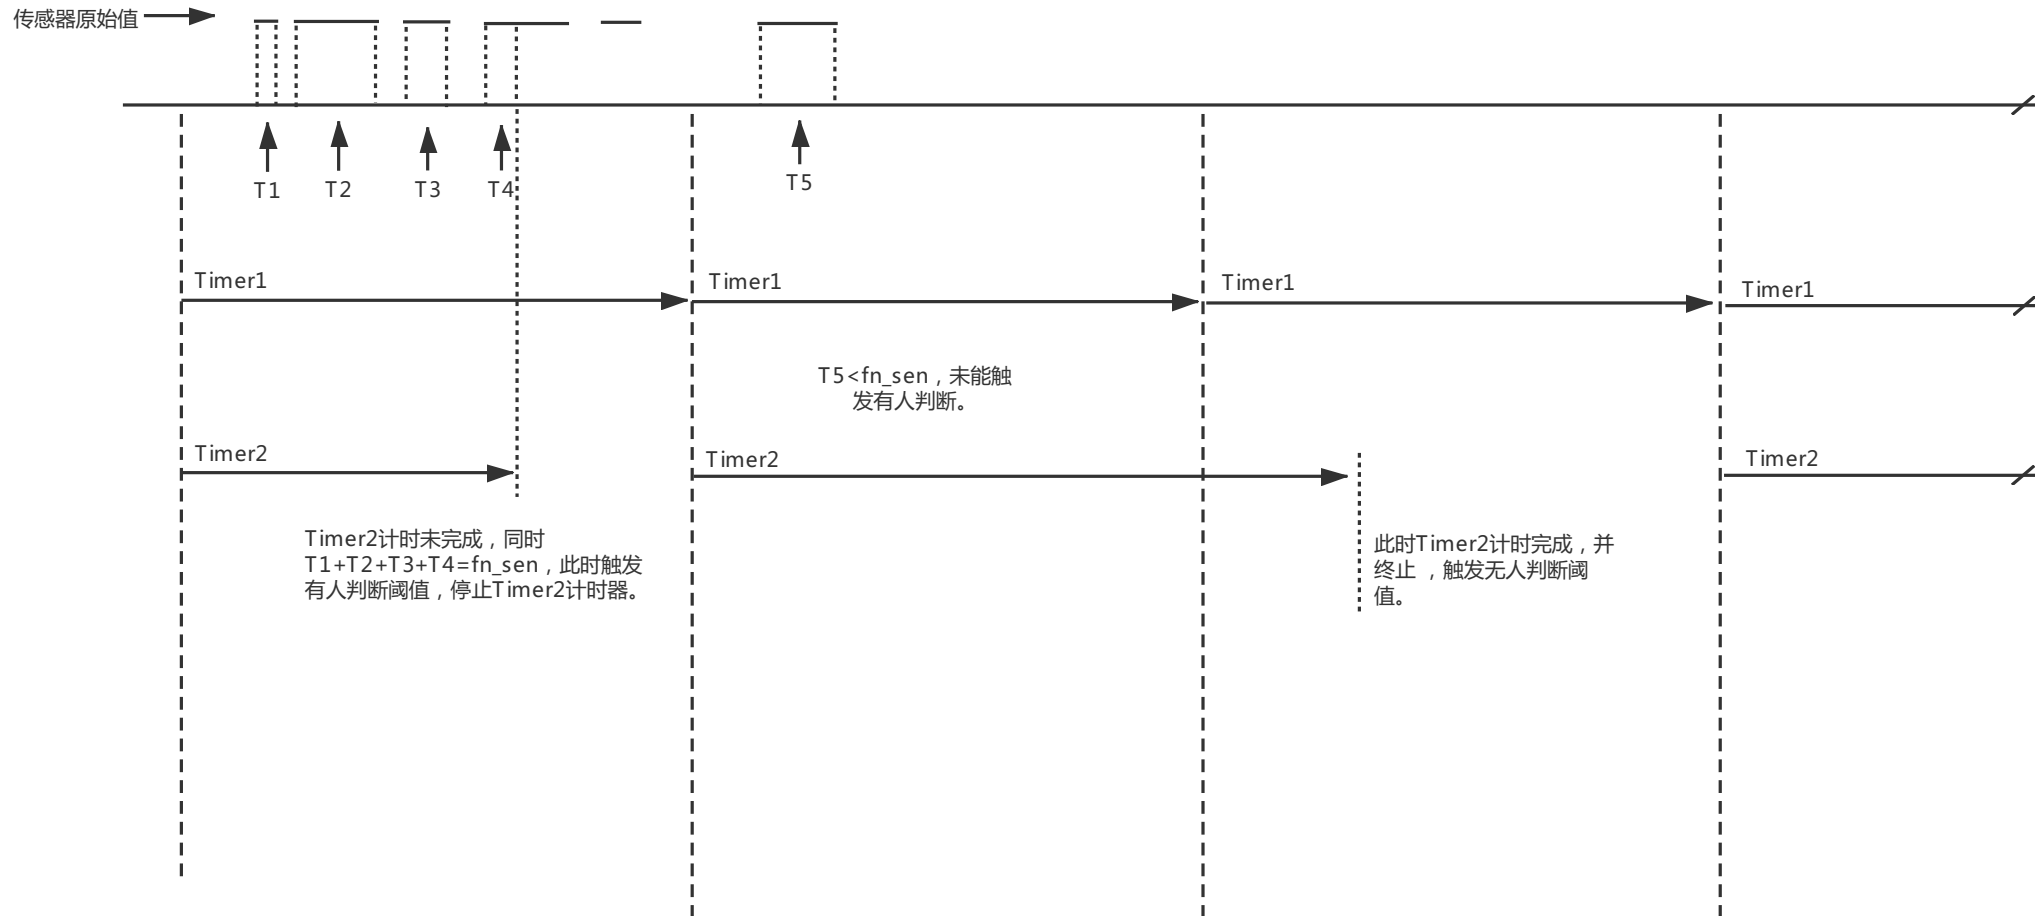 传感器原始值
T1
T2
T3
T4
T5
Timer1
Timer1
Timer1
Timer1
T5<fn_sen，未能触
发有人判断。
Timer2
Timer2
Timer2
Timer2计时未完成，同时
T1+T2+T3+T4=fn_sen，此时触发
有人判断阈值，停止Timer2计时器。
此时Timer2计时完成，并
终止 ，触发无人判断阈
值。